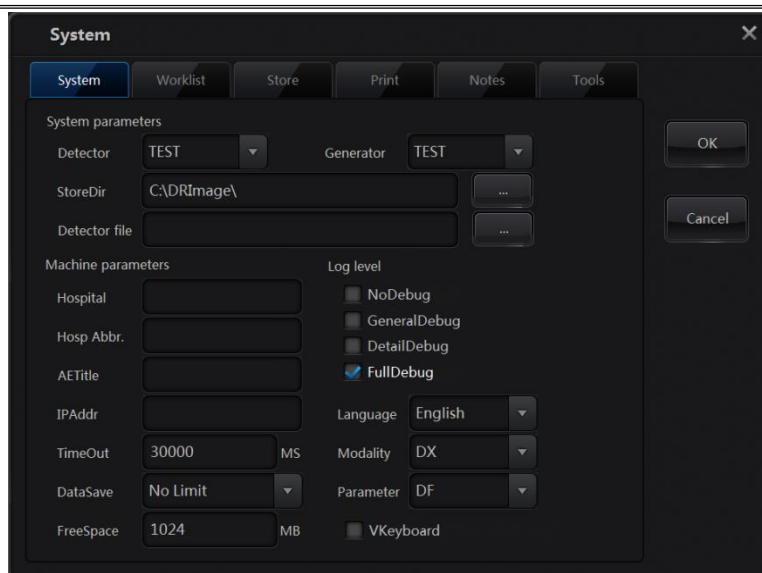 System
System Worklist Store Print Notes Tools
System parameters
Detector TEST Generator TEST
OK
StoreDir C:\DRImage\ ...
Detector file ...
Cancel
Machine parameters Log level
Hospital NoDebug
GeneralDebug
Hosp Abbr.
DetailDebug
AETitle FullDebug
IPAddr Language English
TimeOut 30000 MS Modality DX
DataSave No Limit Parameter DF
FreeSpace 1024 MB VKeyboard